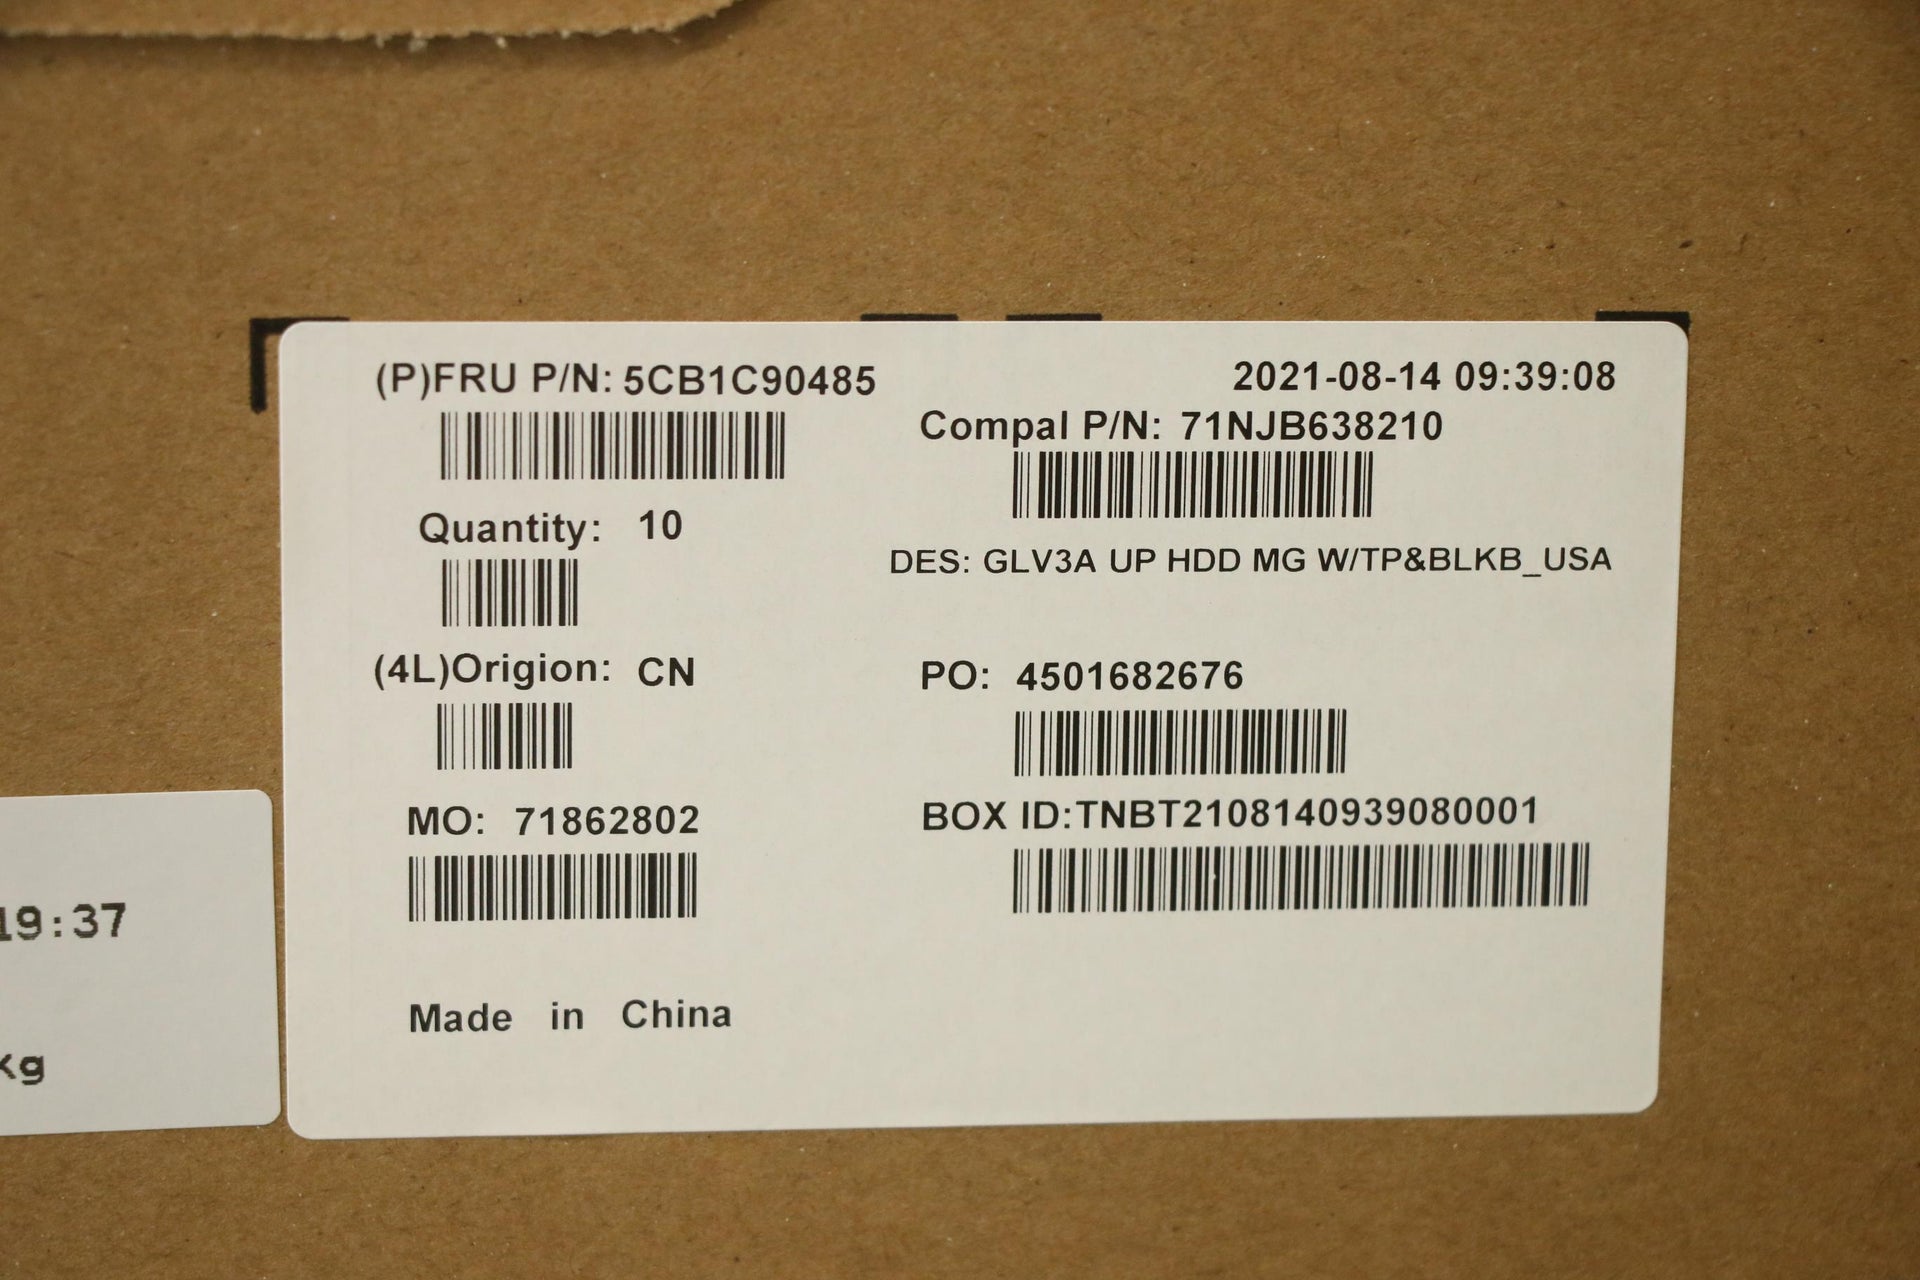 (P)FRU P/N: 5CB1C90485
2021-08-14 09:39:08
Compal P/N: 71NJB638210
Quantity: 10
DES: GLV3A UP HDD MG W/TP&BLKB_USA
(4L)Origion: CN
PO: 4501682676
MO: 71862802
BOX ID:TNBT2108140939080001
Made in China
19:37
kg